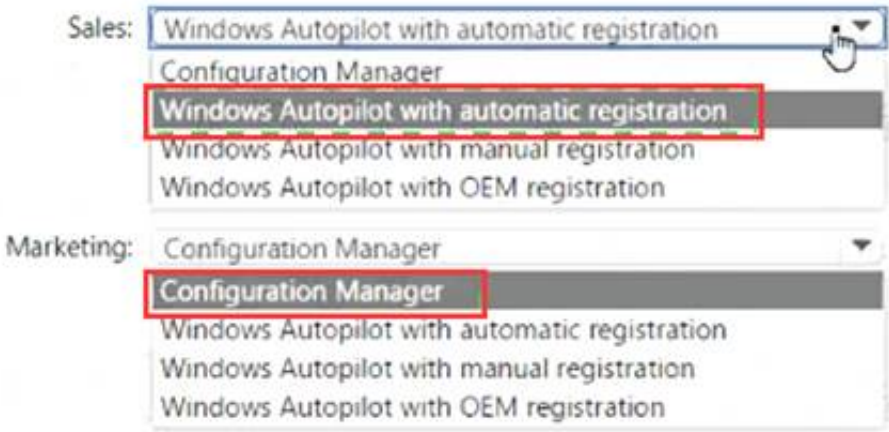 Sales: Windows Autopilot with automatic registration
Configuration Manager
Windows Autopilot with automatic registration
Windows Autopilot with manual registration
Windows Autopilot with OEM registration
Marketing: Configuration Manager
Configuration Manager
Windows Autopilot with automatic registration
Windows Autopilot with manual registration
Windows Autopilot with OEM registration